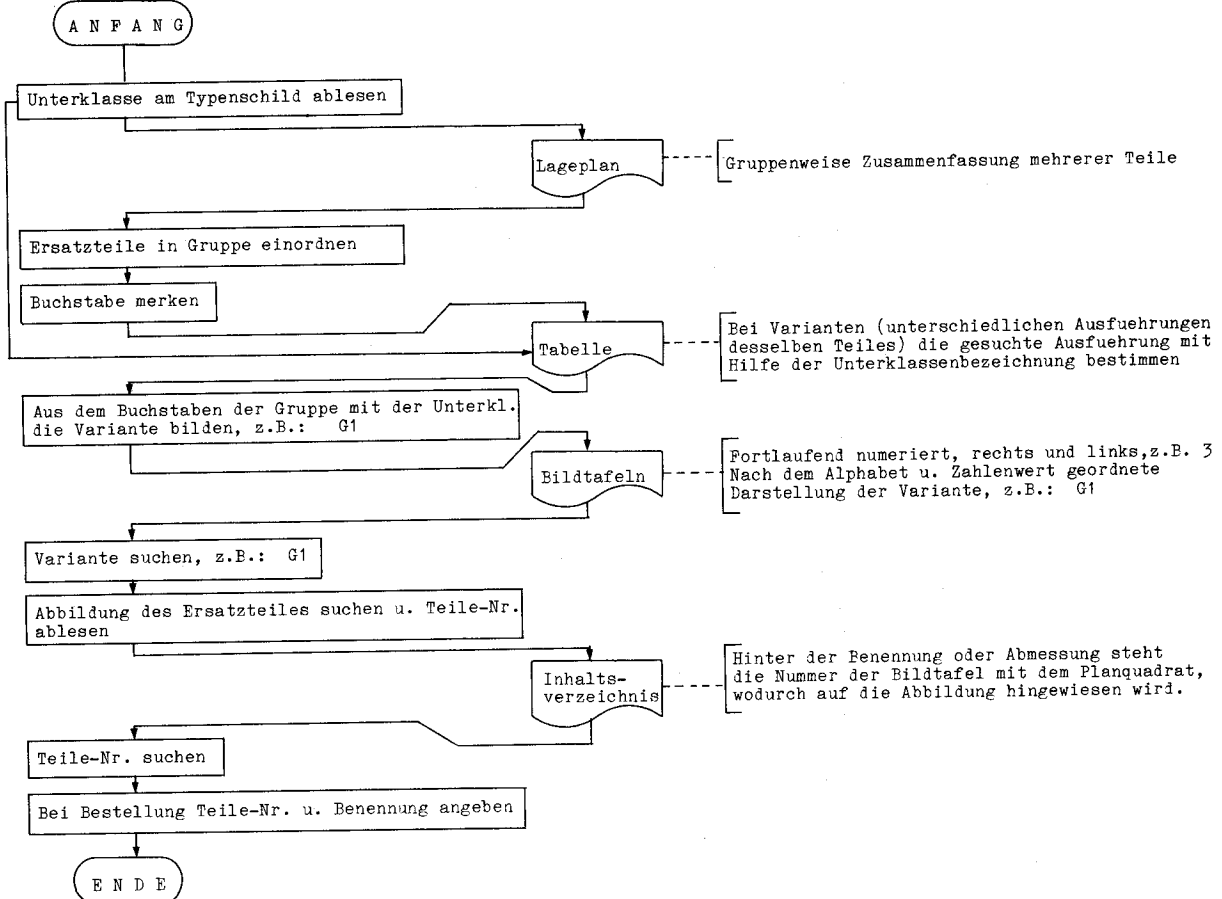 A N F A N G
Unterklasse am Typenschild ablesen
Lageplan
Gruppenweise Zusammenfassung mehrerer Teile
Ersatzteile in Gruppe einordnen
Buchstabe merken
Tabelle
Bei Varianten (unterschiedlichen Ausfuehrungen
desselben Teiles) die gesuchte Ausfuehrung mit
Hilfe der Unterklassenbezeichnung bestimmen
Aus dem Buchstaben der Gruppe mit der Unterkl.
die Variante bilden, z.B.: G1
Bildtafeln
Fortlaufend numeriert, rechts und links,z.B. 3
Nach dem Alphabet u. Zahlenwert geordnete
Darstellung der Variante, z.B.: G1
Variante suchen, z.B.: G1
Abbildung des Ersatzteiles suchen u. Teile-Nr.
ablesen
Inhalts-
verzeichnis
Hinter der Benennung oder Abmessung steht
die Nummer der Bildtafel mit dem Planquadrat,
wodurch auf die Abbildung hingewiesen wird.
Teile-Nr. suchen
Bei Bestellung Teile-Nr. u. Benennung angeben
E N D E